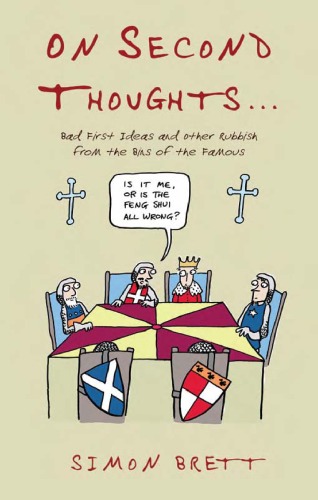 ON SECOND
THOUGHTS...
Bad First Ideas and Other Rubbish
from the Bins of the Famous
IS IT ME,
OR IS THE
FENG SHUI
ALL WRONG?
SIMON BRETT